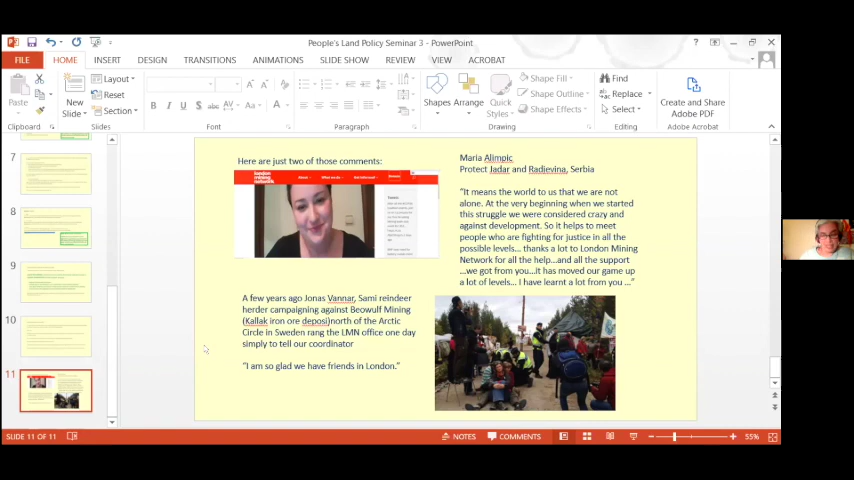 People's Land Policy Seminar 3 - PowerPoint
FILE HOME INSERT DESIGN TRANSITIONS ANIMATIONS SLIDE SHOW REVIEW VIEW ACROBAT
Paste
New
Slide
Layout
Reset
Section
B I U S abc AV Aa A
Shapes
Arrange
Quick
Styles
Shape Fill
Shape Outline
Shape Effects
Find
Replace
Select
Create and Share
Adobe PDF
Clipboard Slides Font Paragraph Drawing Editing Adobe Acrobat
7
8
9
10
11
Here are just two of those comments:
london
mining
network
A few years ago Jonas Vannar, Sami reindeer
herder campaigning against Beowulf Mining
(Kallak iron ore deposi)north of the Arctic
Circle in Sweden rang the LMN office one day
simply to tell our coordinator
"I am so glad we have friends in London."
Maria Alimpic
Protect Jadar and Radievina, Serbia
"It means the world to us that we are not
alone. At the very beginning when we started
this struggle we were considered crazy and
against development. So it helps to meet
people who are fighting for justice in all the
possible levels... thanks a lot to London Mining
Network for all the help...and all the support
...we got from you...it has moved our game up
a lot of levels... I have learnt a lot from you ..."
SLIDE 11 OF 11
NOTES COMMENTS
55%